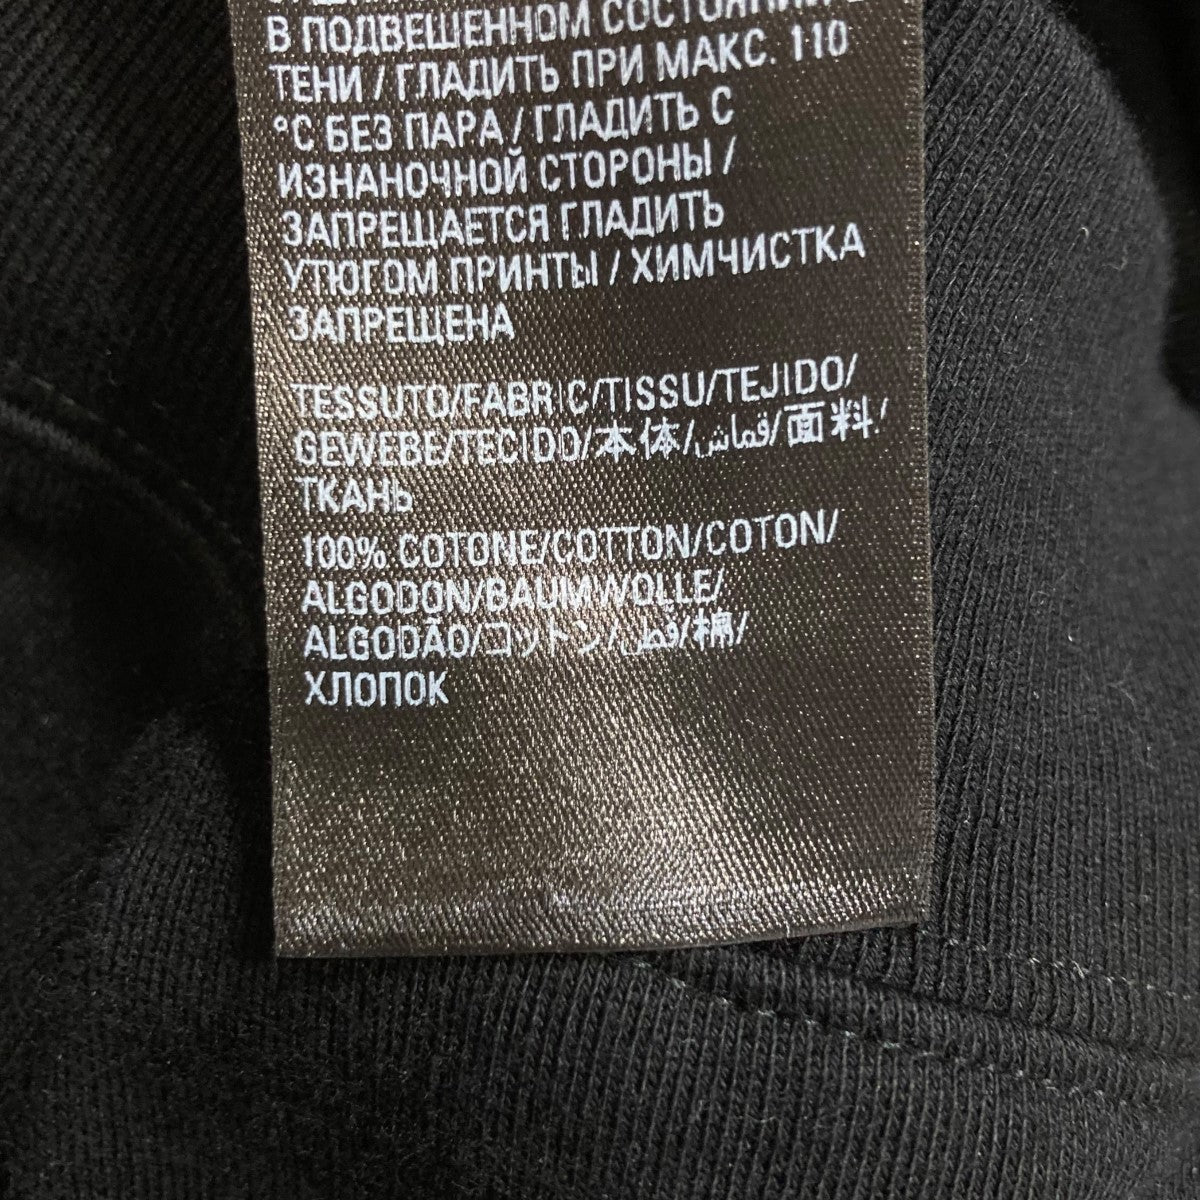 В ПОДВЕШЕННОМ СОСТОЯНИИ
ТЕНИ / ГЛАДИТЬ ПРИ МАКС. 110
°C БЕЗ ПАРА / ГЛАДИТЬ С
ИЗНАНОЧНОЙ СТОРОНЫ /
ЗАПРЕЩАЕТСЯ ГЛАДИТЬ
УТЮГОМ ПРИНТЫ / ХИМЧИСТКА
ЗАПРЕЩЕНА
TESSUTO/FABRIC/TISSU/TEJIDO/
GEWEBE/TECIDO/本体/قماش/面料/
ТКАНЬ
100% COTONE/COTTON/COTON/
ALGODON/BAUMWOLLE/
ALGODÃO/コットン/قطن/棉/
ХЛОПОК